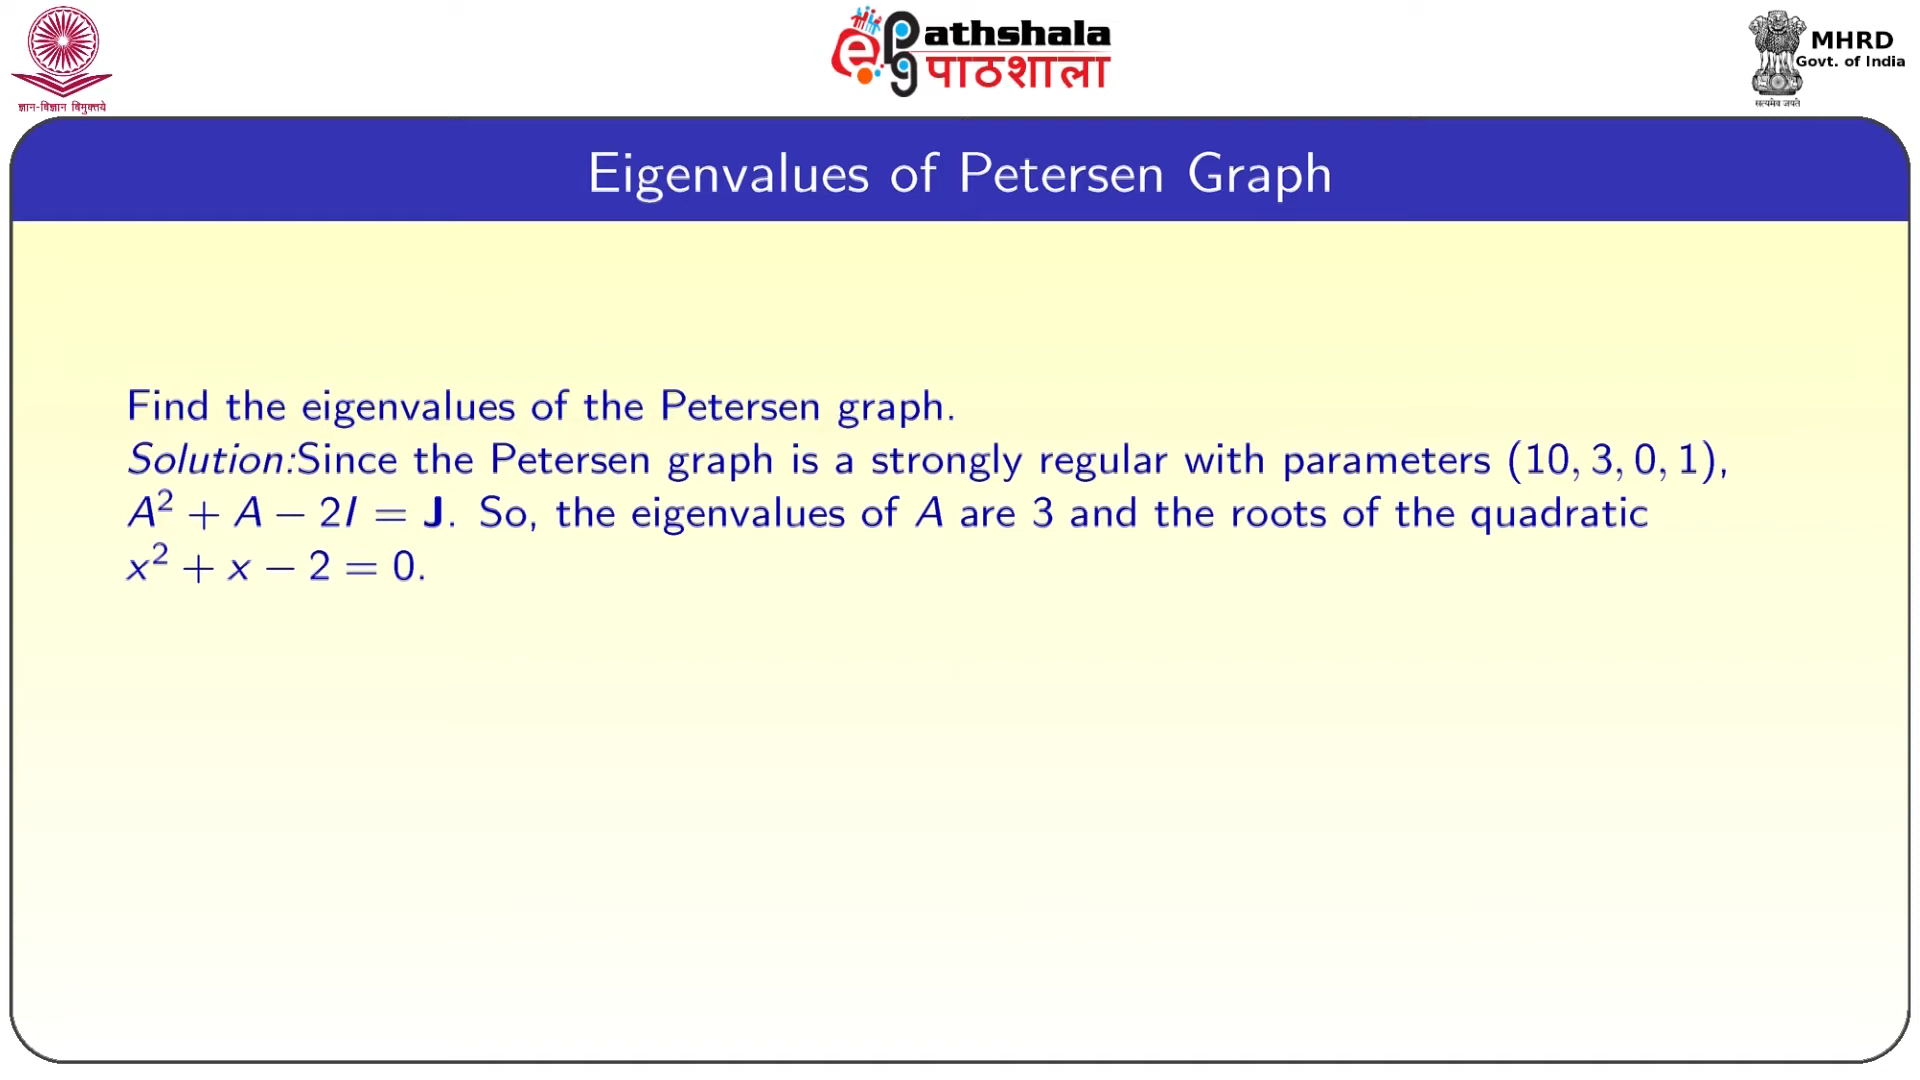 ज्ञान-विज्ञान विमुक्तये
e PG athshala
पाठशाला
MHRD
Govt. of India
सत्यमेव जयते
Eigenvalues of Petersen Graph
Find the eigenvalues of the Petersen graph.
Solution:Since the Petersen graph is a strongly regular with parameters (10, 3, 0, 1),
A² + A − 2I = J. So, the eigenvalues of A are 3 and the roots of the quadratic
x² + x − 2 = 0.